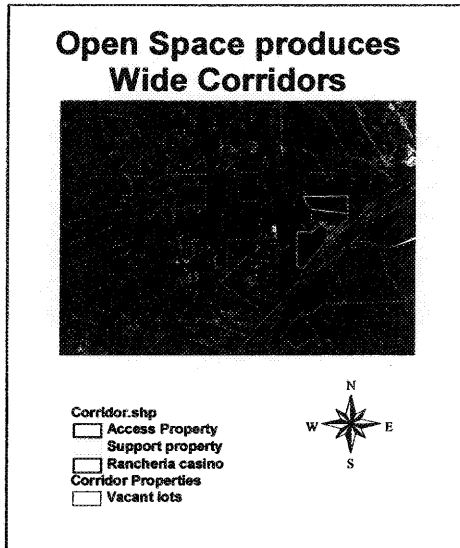 Open Space produces
Wide Corridors
N
W E
S
Corridor.shp
Access Property
Support property
Rancheria casino
Corridor Properties
Vacant lots